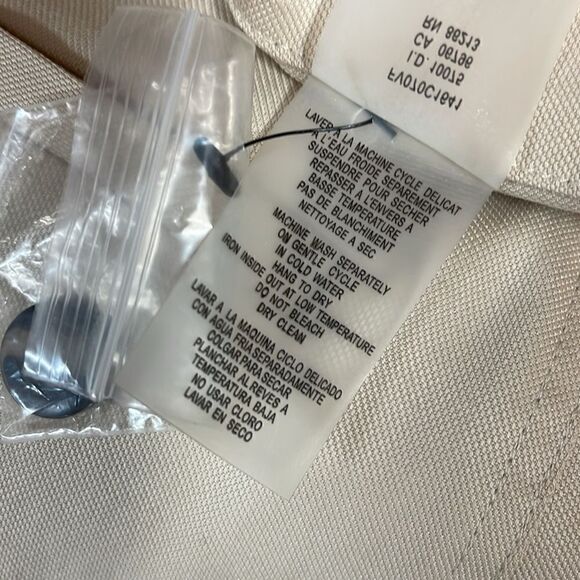 FV070C1641
I.D. 10075
CA 06796
RN 86213
LAVER A LA MACHINE CYCLE DELICAT
A L'EAU FROIDE SEPAREMENT
SUSPENDRE POUR SECHER
REPASSER A L'ENVERS A
BASSE TEMPERATURE
PAS DE BLANCHIMENT
NETTOYAGE A SEC
MACHINE WASH SEPARATELY
ON GENTLE CYCLE
IN COLD WATER
HANG TO DRY
IRON INSIDE OUT AT LOW TEMPERATURE
DO NOT BLEACH
DRY CLEAN
LAVAR A LA MAQUINA CICLO DELICADO
CON AGUA FRIA SEPARADAMENTE
COLGAR PARA SECAR
PLANCHAR AL REVES A
TEMPERATURA BAJA
NO USAR CLORO
LAVAR EN SECO